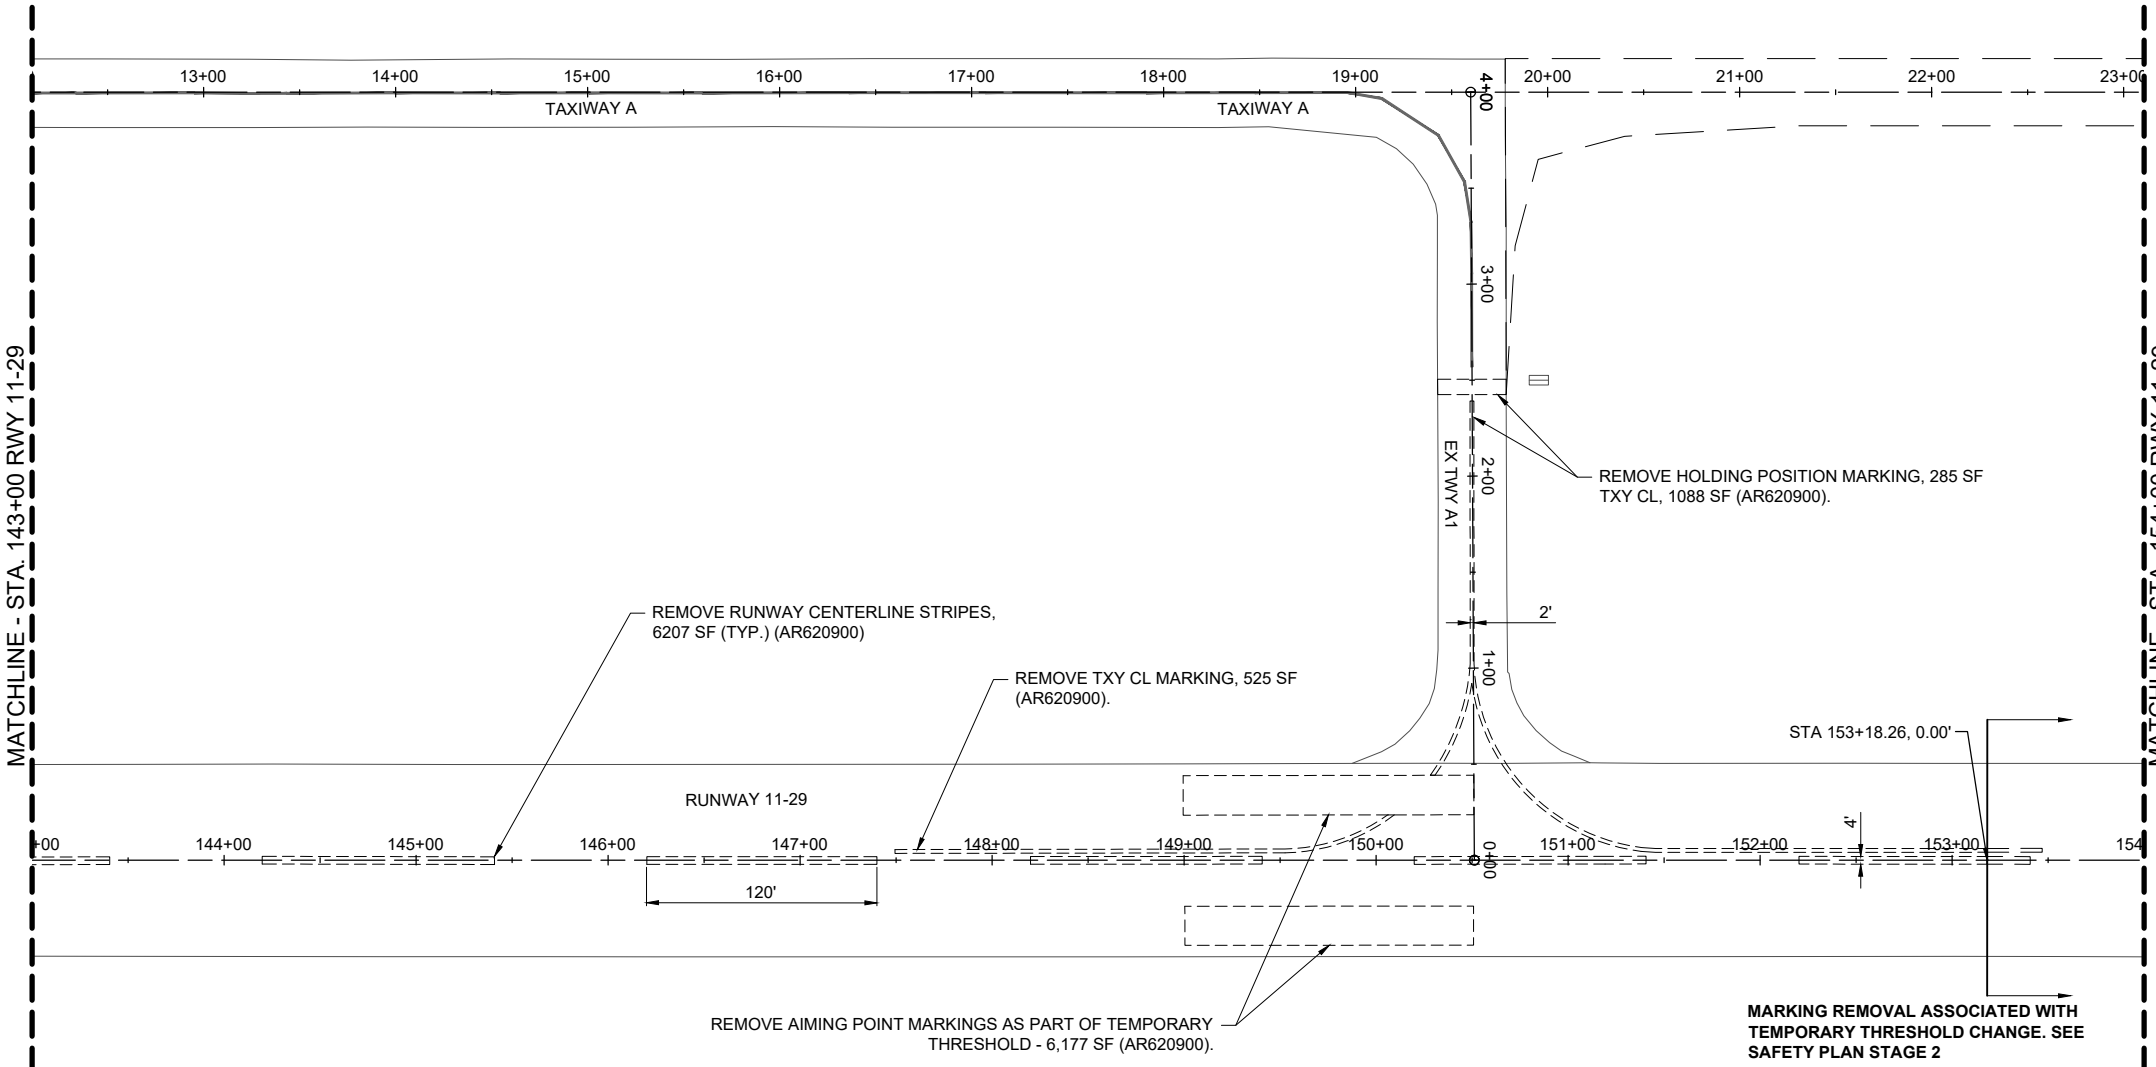 13+00 14+00 15+00 16+00 17+00 18+00 19+00 4+00 20+00 21+00 22+00 23+00
TAXIWAY A TAXIWAY A
3+00
MATCHLINE - STA. 143+00 RWY 11-29
EX TWY A1
2+00
REMOVE HOLDING POSITION MARKING, 285 SF
TXY CL, 1088 SF (AR620900).
REMOVE RUNWAY CENTERLINE STRIPES,
6207 SF (TYP.) (AR620900)
2'
1+00
REMOVE TXY CL MARKING, 525 SF
(AR620900).
STA 153+18.26, 0.00'
RUNWAY 11-29
4'
+00 144+00 145+00 146+00 147+00 148+00 149+00 150+00 0+00 151+00 152+00 153+00 154
120'
REMOVE AIMING POINT MARKINGS AS PART OF TEMPORARY
THRESHOLD - 6,177 SF (AR620900).
MARKING REMOVAL ASSOCIATED WITH
TEMPORARY THRESHOLD CHANGE. SEE
SAFETY PLAN STAGE 2